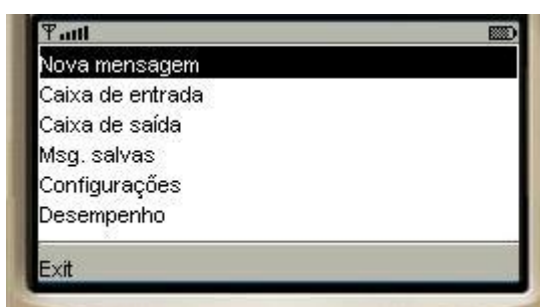 Nova mensagem
Caixa de entrada
Caixa de saída
Msg. salvas
Configurações
Desempenho
Exit